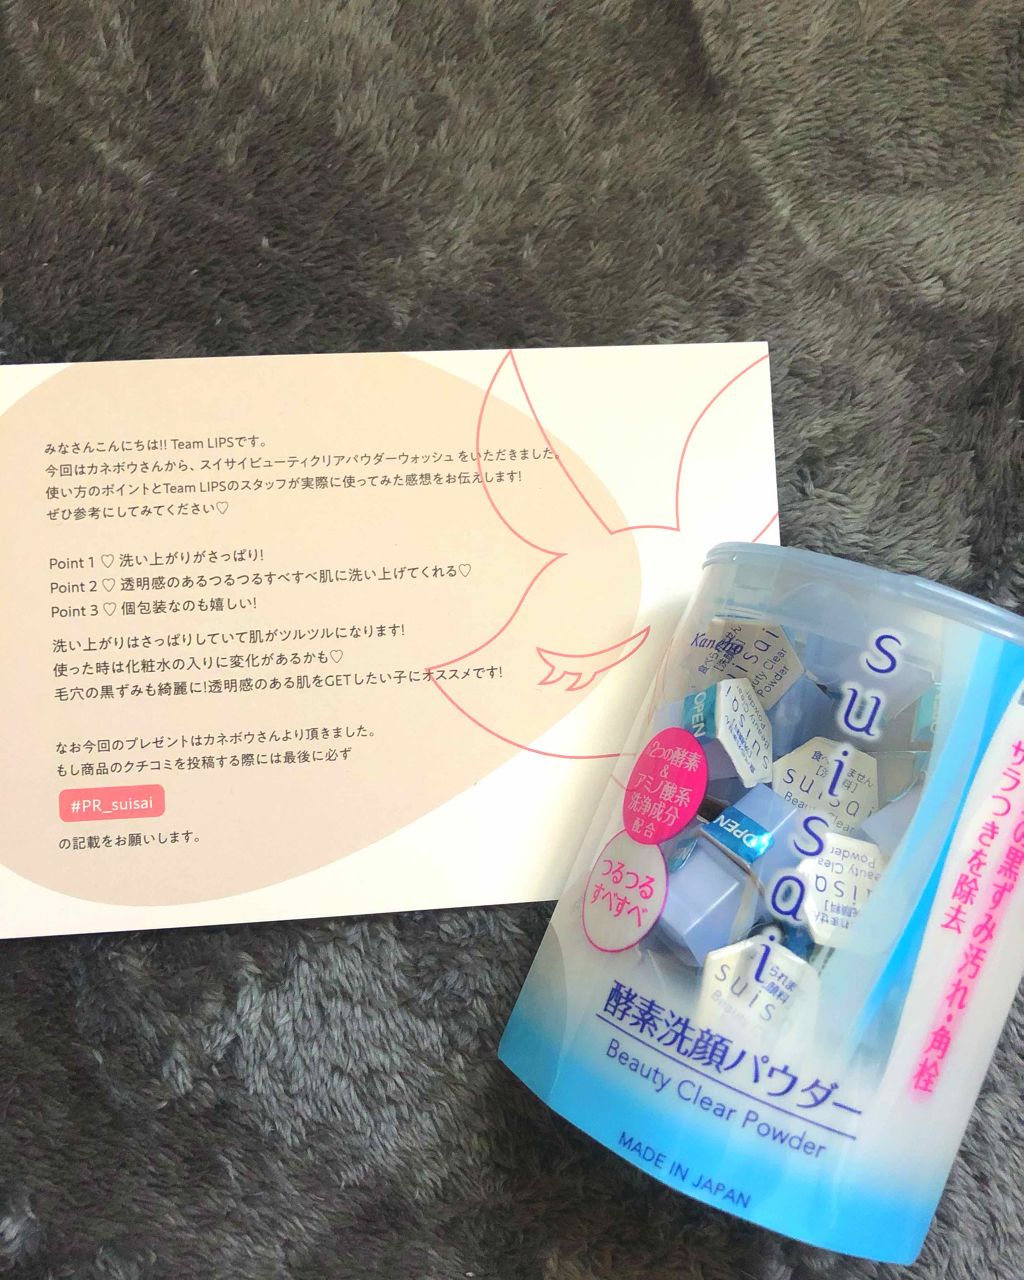 みなさんこんにちは!! Team LIPSです。
今回はカネボウさんから、スイサイビューティクリアパウダーウォッシュ をいただきました。
使い方のポイントとTeam LIPSのスタッフが実際に使ってみた感想をお伝えします!
ぜひ参考にしてみてください♡
Point 1 ♡ 洗い上がりがさっぱり!
Point 2 ♡ 透明感のあるつるつるすべすべ肌に洗い上げてくれる♡
Point 3 ♡ 個包装なのも嬉しい!
洗い上がりはさっぱりしていて肌がツルツルになります!
使った時は化粧水の入りに変化があるかも♡
毛穴の黒ずみも綺麗に!透明感のある肌をGETしたい子にオススメです!
なお今回のプレゼントはカネボウさんより頂きました。
もし商品のクチコミを投稿する際には最後に必ず
#PR_suisai
の記載をお願いします。
suisai
2つの酵素
&
アミノ酸系
洗浄成分
配合
つるつる
すべすべ
酵素洗顔パウダー
Beauty Clear Powder
MADE IN JAPAN
の黒ずみ汚れ・角栓
ザラつきを除去
OPEN
OPEN
suisai
Beauty Clear
Powder